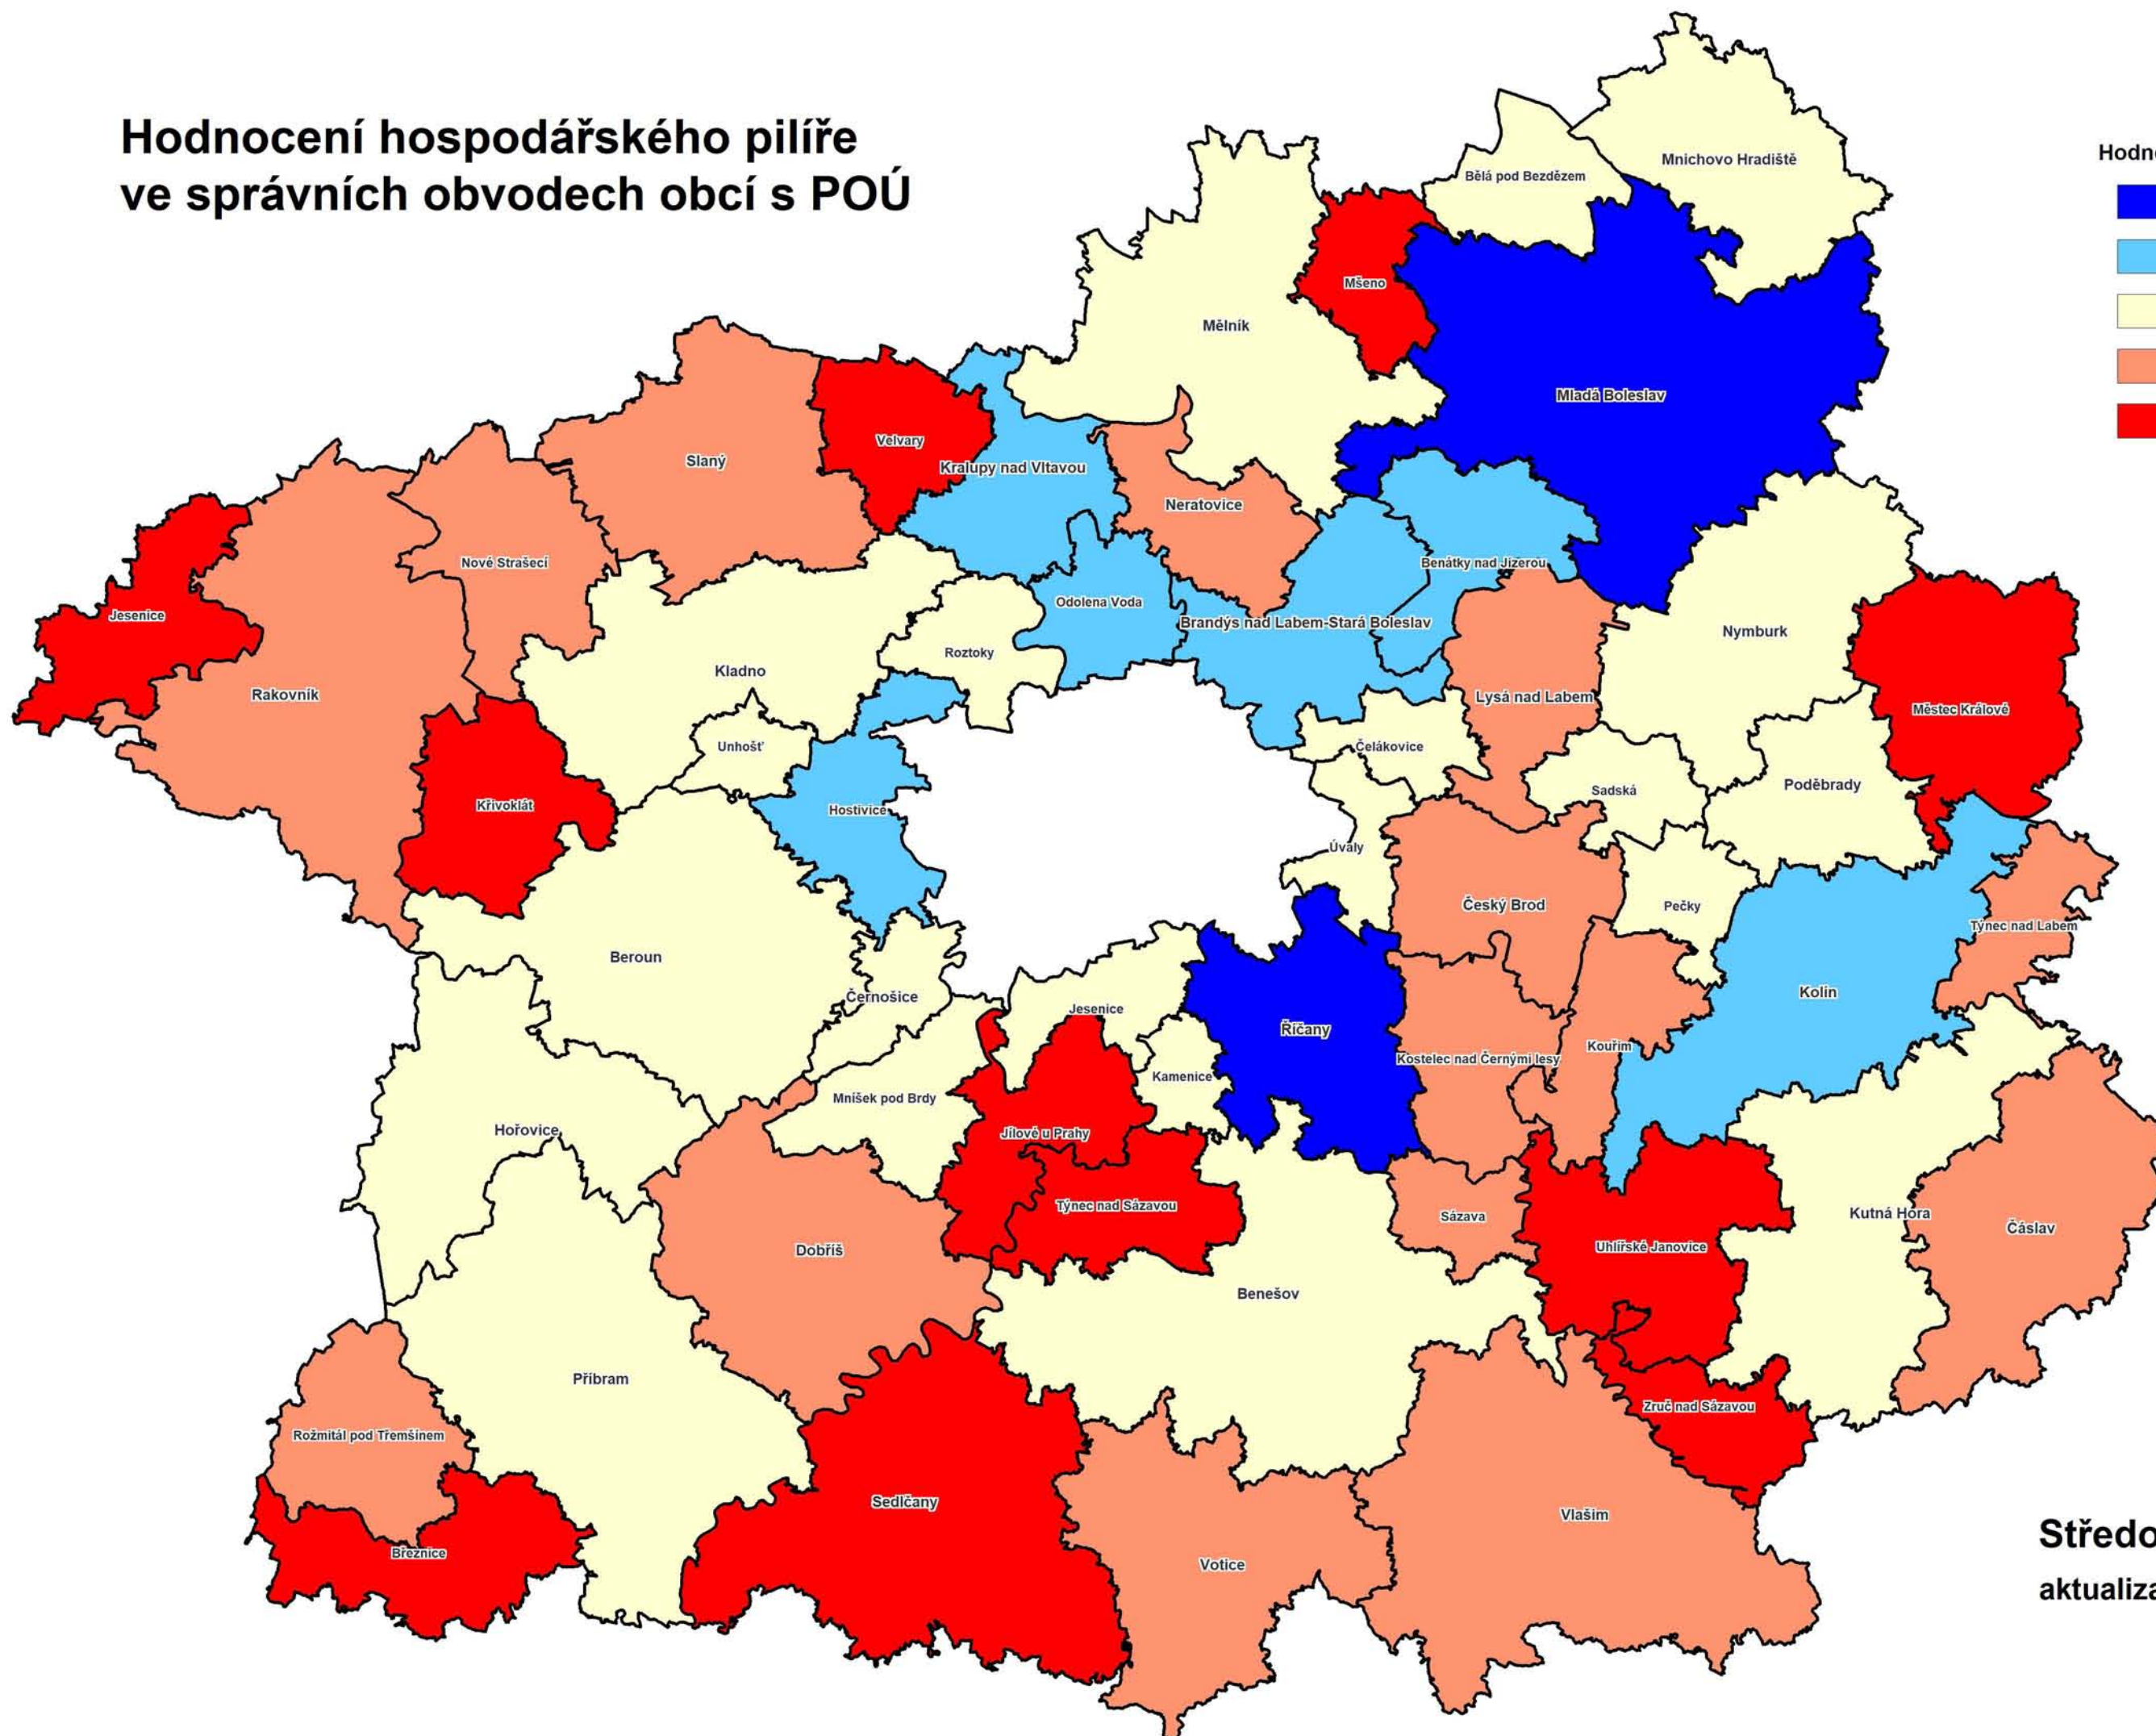 Hodnocení hospodářského pilíře
ve správních obvodech obcí s POÚ
Mnichovo Hradiště
Hodn
Bělá pod Bezdězem
Mšeno
Mělník
Mladá Boleslav
Velvary
Slaný
Kralupy nad Vltavou
Neratovice
Nové Strašecí
Benátky nad Jizerou
Odolena Voda
Jesenice
Brandýs nad Labem-Stará Boleslav
Nymburk
Roztoky
Kladno
Rakovník
Lysá nad Labem
Městec Králové
Unhošť
Čelákovice
Poděbrady
Sadská
Křivoklát
Hostivice
Úvaly
Český Brod
Pečky
Týnec nad Labem
Beroun
Kolín
Černošice
Jesenice
Říčany
Kouřim
Kostelec nad Černými lesy
Kamenice
Mníšek pod Brdy
Hořovice
Jílové u Prahy
Týnec nad Sázavou
Kutná Hora
Sázava
Čáslav
Uhlířské Janovice
Dobříš
Benešov
Příbram
Zruč nad Sázavou
Rožmitál pod Třemšínem
Sedlčany
Vlašim
Středo
Březnice
Votice
aktualiza